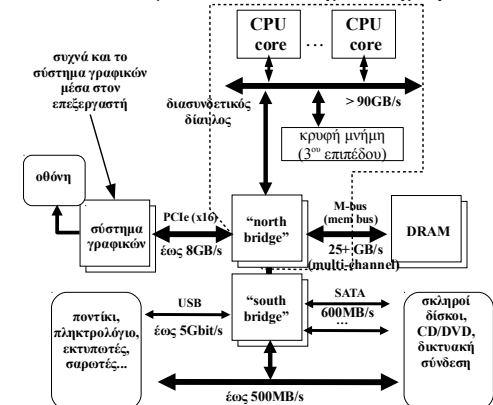 CPU
core
...
CPU
core
συχνά και το
σύστημα γραφικών
μέσα στον
επεξεργαστή
διασυνδετικός
δίαυλος
> 90GB/s
κρυφή μνήμη
(3ου επιπέδου)
οθόνη
σύστημα
γραφικών
PCIe (x16)
έως 8GB/s
“north
bridge”
M-bus
(mem bus)
25+ GB/s
(multi-channel)
DRAM
“south
bridge”
USB
έως 5Gbit/s
SATA
600MB/s
...
ποντίκι,
πληκτρολόγιο,
εκτυπωτές,
σαρωτές...
σκληροί
δίσκοι,
CD/DVD,
δικτυακή
σύνδεση
έως 500MB/s